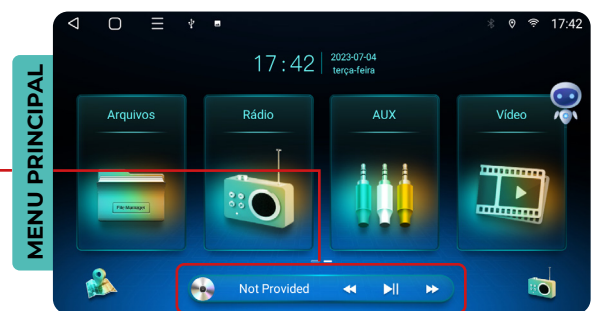 17:42
MENU PRINCIPAL
17:42
2023-07-04
terça-feira
Arquivos
Rádio
AUX
Vídeo
File Manager
Not Provided